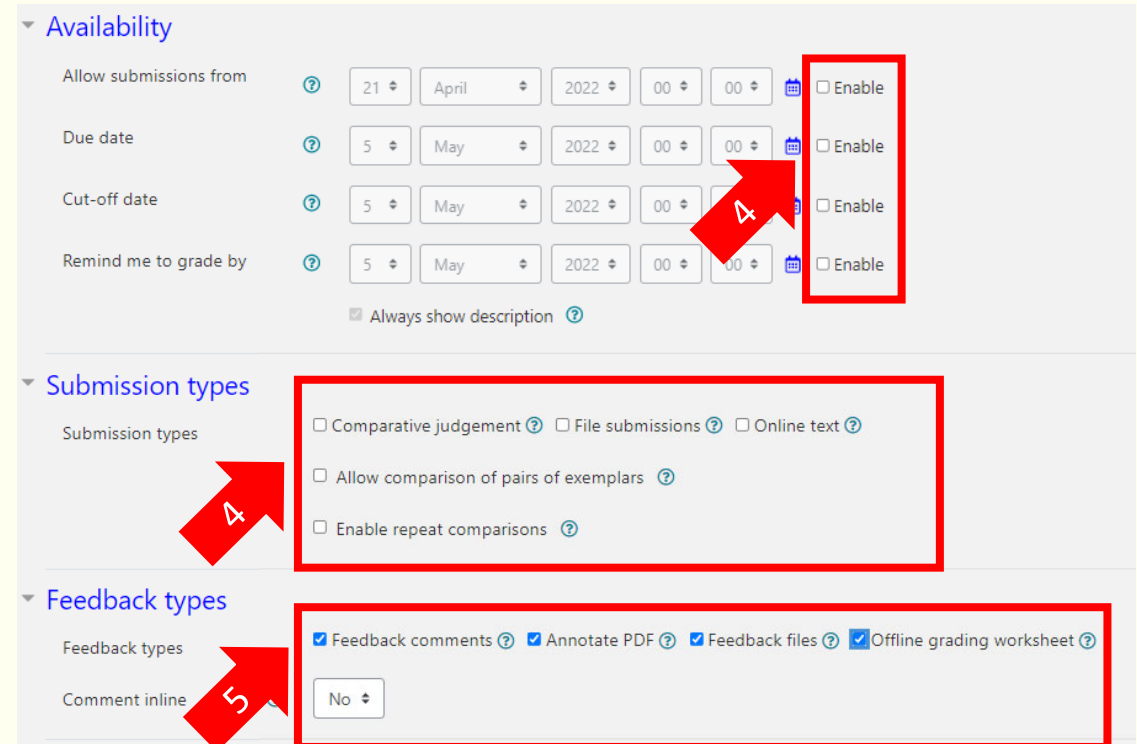 Availability
Allow submissions from 21 April 2022 00 00 Enable
Due date 5 May 2022 00 00 Enable
Cut-off date 5 May 2022 00 Enable
4
Remind me to grade by 5 May 2022 00 00 Enable
Always show description
Submission types
Submission types Comparative judgement File submissions Online text
Allow comparison of pairs of exemplars
4
Enable repeat comparisons
Feedback types
Feedback types Feedback comments Annotate PDF Feedback files Offline grading worksheet
Comment inline No
5